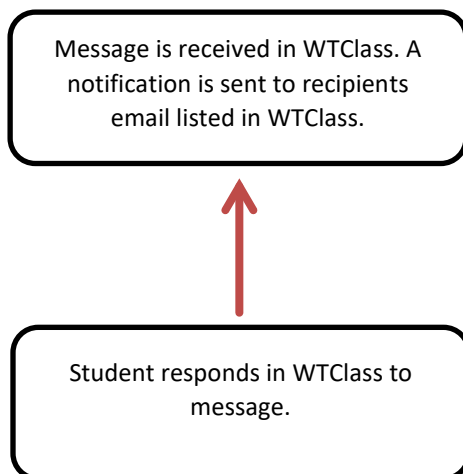 Message is received in WTClass. A
notification is sent to recipients
email listed in WTClass.
Student responds in WTClass to
message.